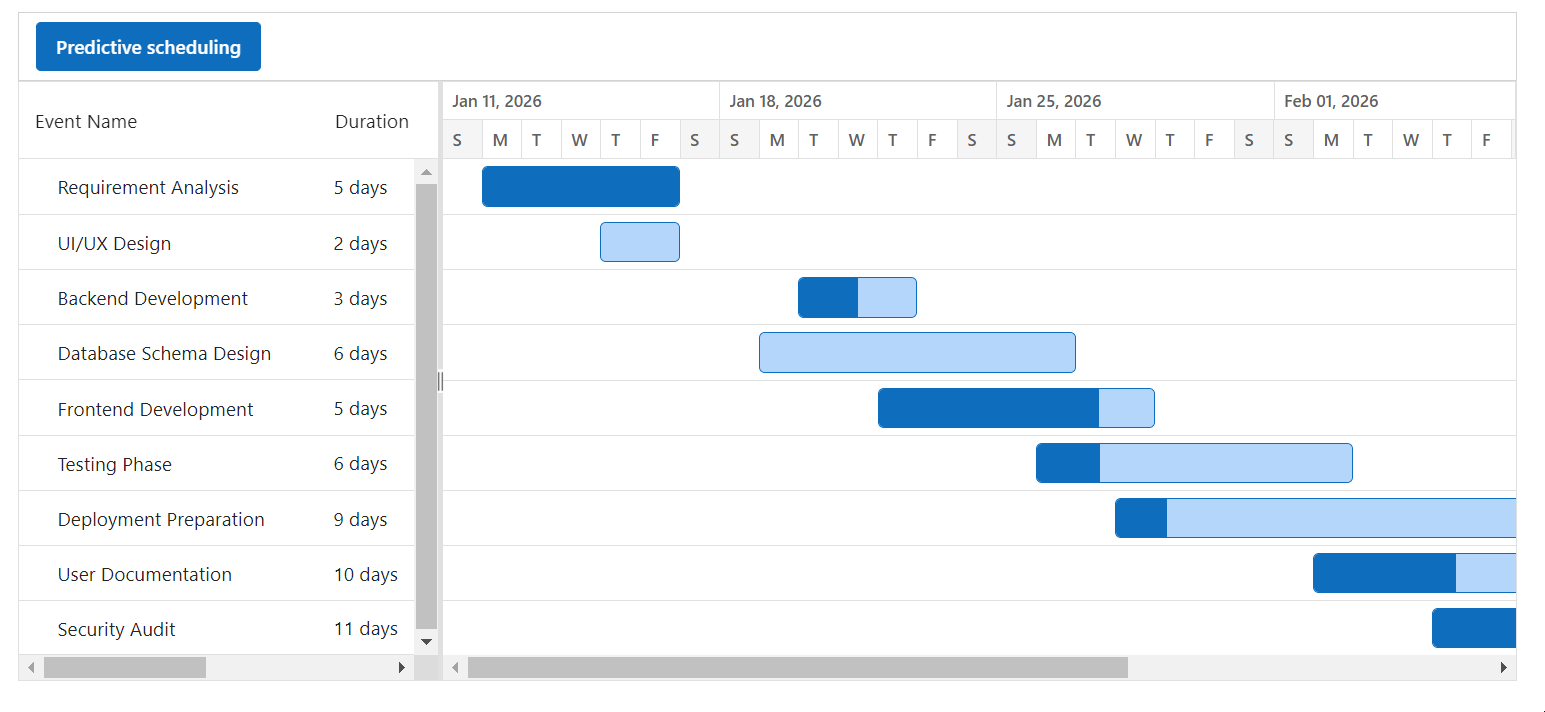 Predictive scheduling
Event Name Duration
Jan 11, 2026 Jan 18, 2026 Jan 25, 2026 Feb 01, 2026
S M T W T F S S M T W T F S S M T W T F S S M T W T F
Requirement Analysis 5 days
UI/UX Design 2 days
Backend Development 3 days
Database Schema Design 6 days
Frontend Development 5 days
Testing Phase 6 days
Deployment Preparation 9 days
User Documentation 10 days
Security Audit 11 days